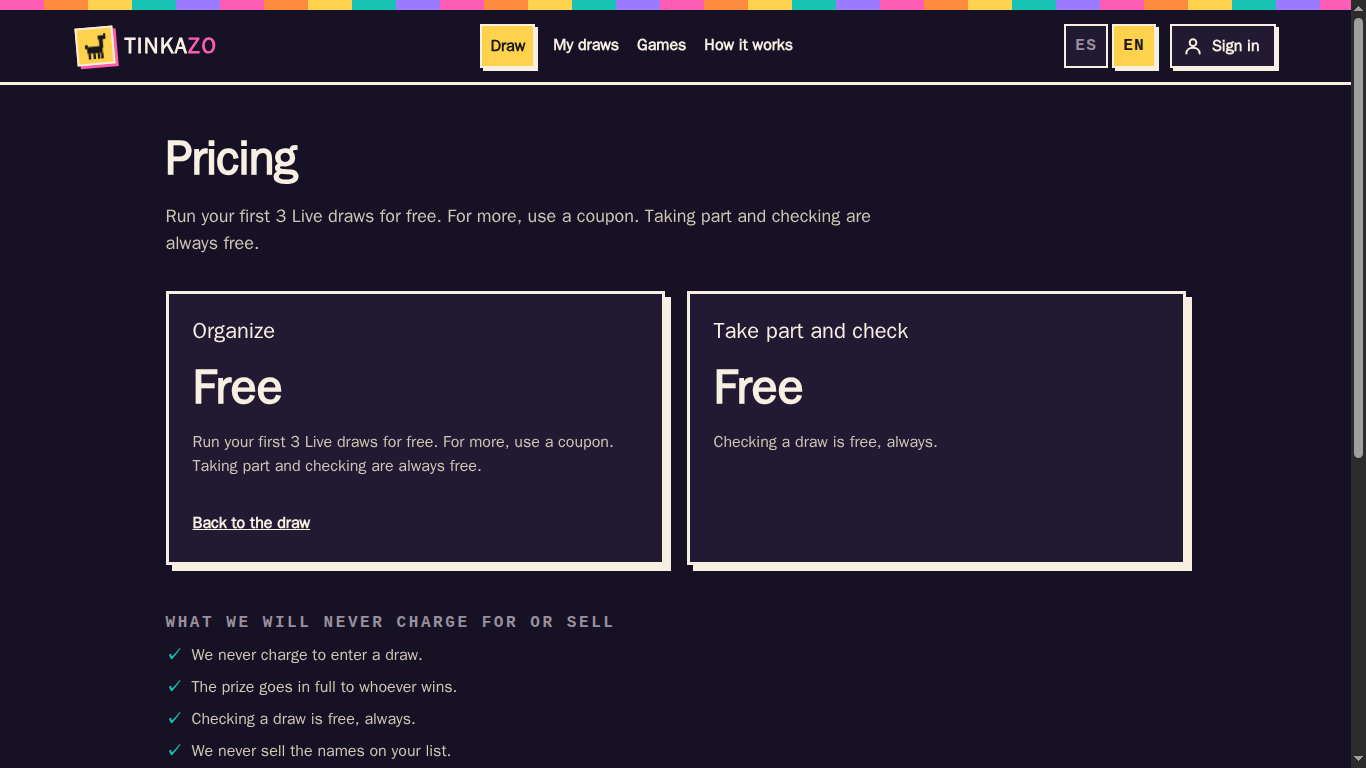 TINKAZO
Draw
My draws
Games
How it works
ES
EN
Sign in
Pricing
Run your first 3 Live draws for free. For more, use a coupon. Taking part and checking are
always free.
Organize
Free
Run your first 3 Live draws for free. For more, use a coupon.
Taking part and checking are always free.
Back to the draw
Take part and check
Free
Checking a draw is free, always.
WHAT WE WILL NEVER CHARGE FOR OR SELL
✓ We never charge to enter a draw.
✓ The prize goes in full to whoever wins.
✓ Checking a draw is free, always.
✓ We never sell the names on your list.